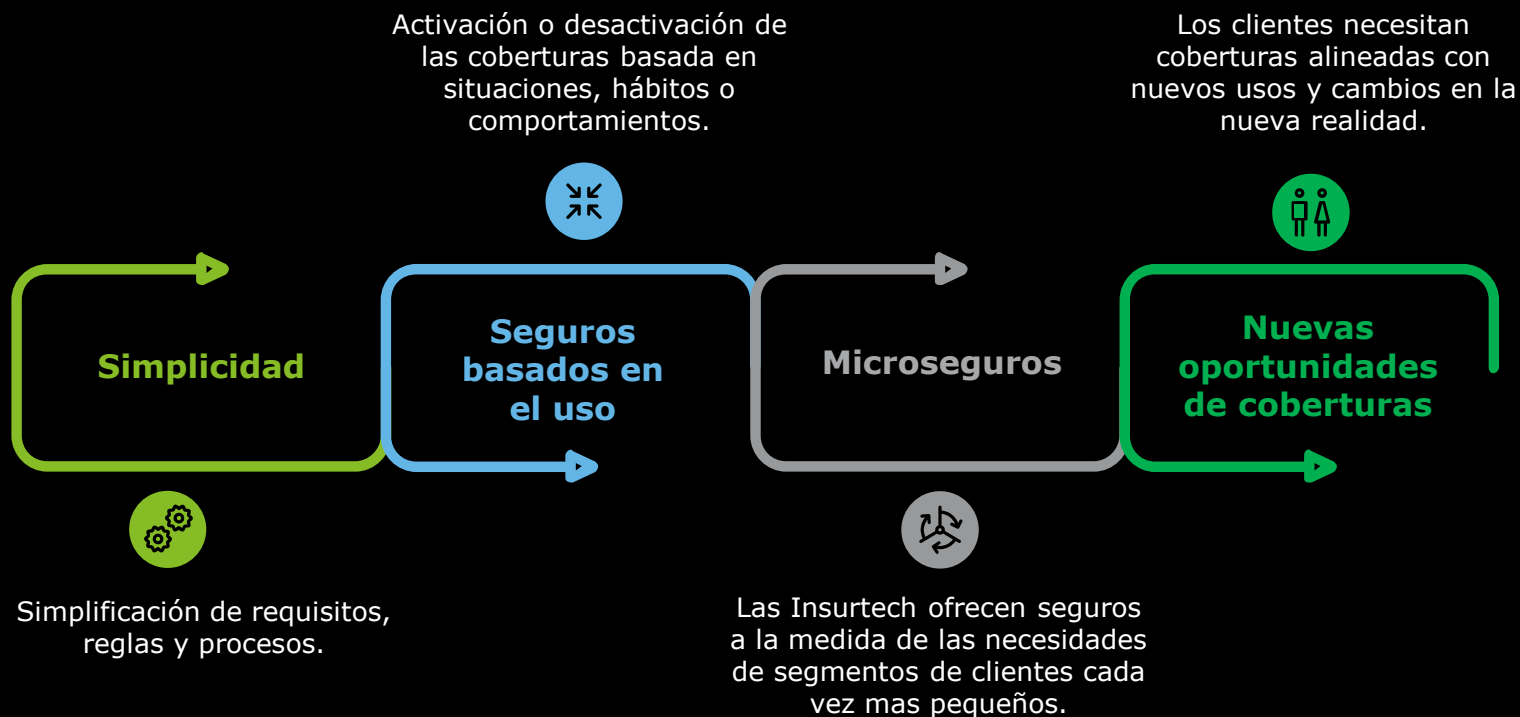 Activación o desactivación de
las coberturas basada en
situaciones, hábitos o
comportamientos.
Los clientes necesitan
coberturas alineadas con
nuevos usos y cambios en la
nueva realidad.
Simplicidad
Seguros
basados en
el uso
Microseguros
Nuevas
oportunidades
de coberturas
Simplificación de requisitos,
reglas y procesos.
Las Insurtech ofrecen seguros
a la medida de las necesidades
de segmentos de clientes cada
vez mas pequeños.